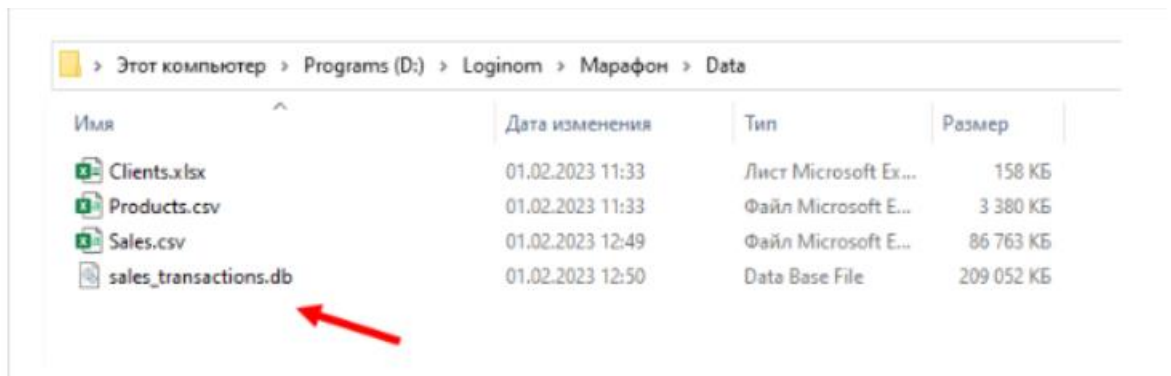 > Этот компьютер > Programs (D:) > Loginom > Марафон > Data
Имя Дата изменения Тип Размер
Clients.xlsx 01.02.2023 11:33 Лист Microsoft Ex... 158 КБ
Products.csv 01.02.2023 11:33 Файл Microsoft E... 3 380 КБ
Sales.csv 01.02.2023 12:49 Файл Microsoft E... 86 763 КБ
sales_transactions.db 01.02.2023 12:50 Data Base File 209 052 КБ